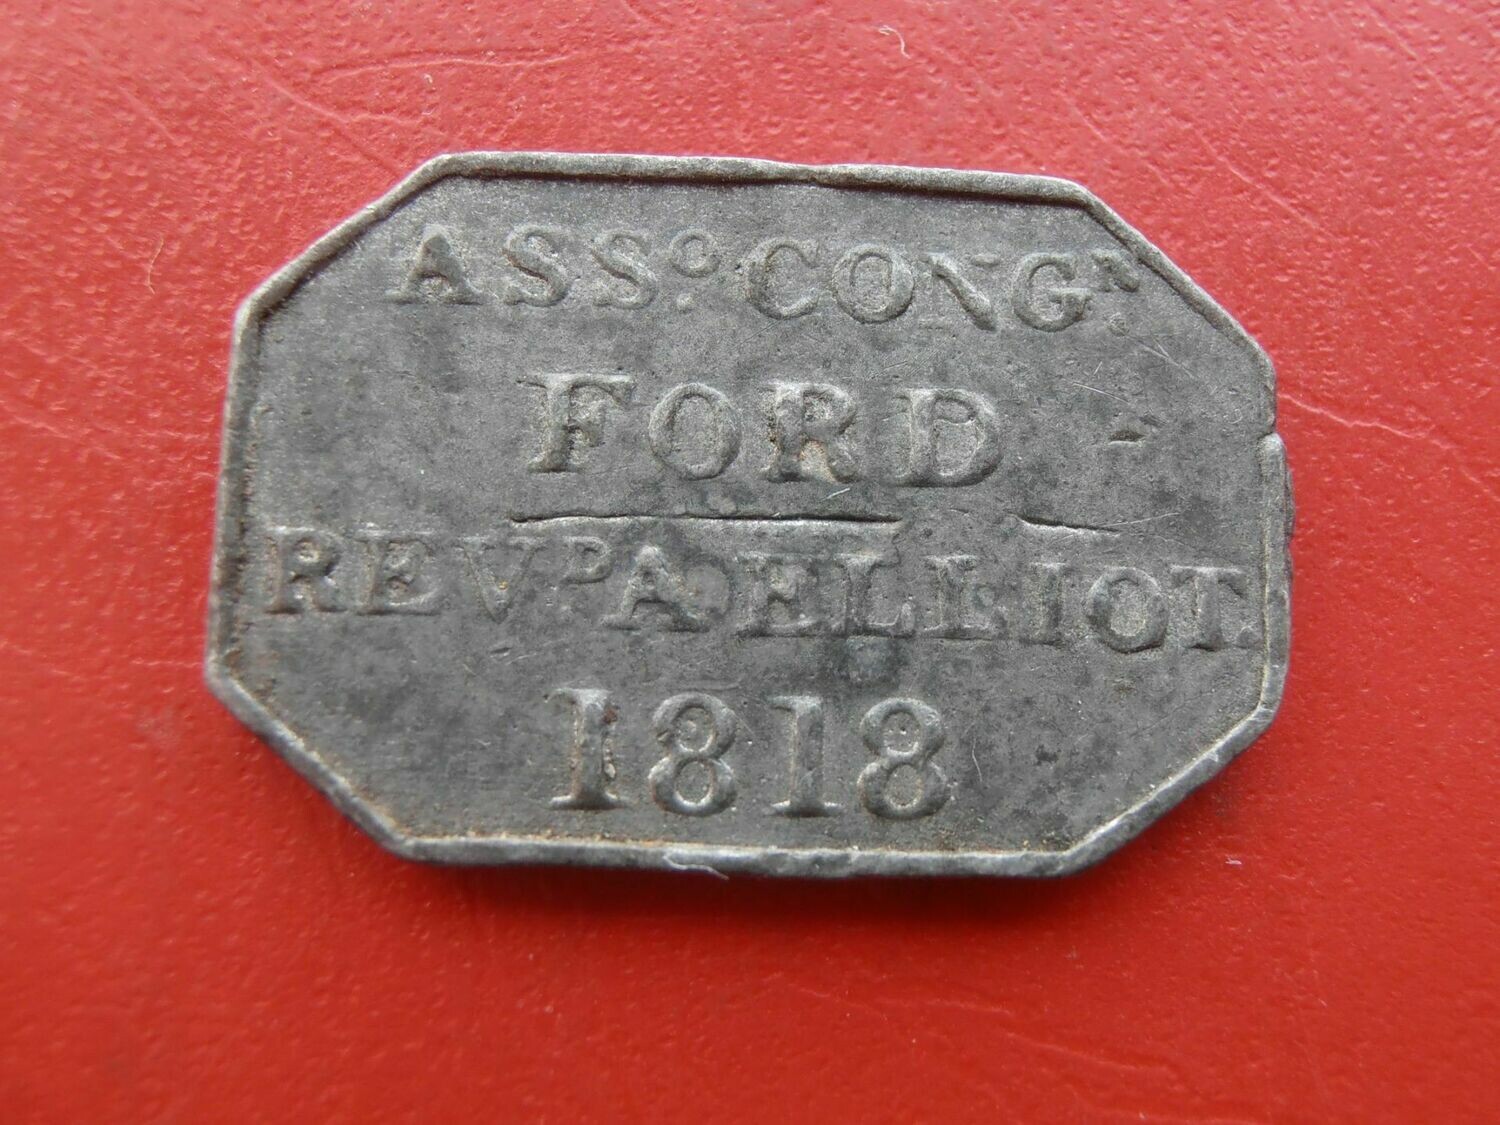 ASSº. CONGᴺ.
FORD
REVᴰ A ELLIOT.
1818